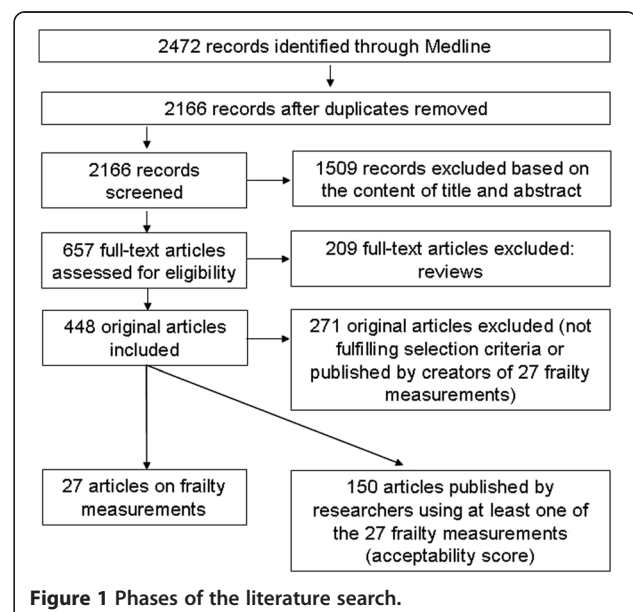 2472 records identified through Medline
2166 records after duplicates removed
2166 records
screened
1509 records excluded based on
the content of title and abstract
657 full-text articles
assessed for eligibility
209 full-text articles excluded:
reviews
448 original articles
included
271 original articles excluded (not
fulfilling selection criteria or
published by creators of 27 frailty
measurements)
27 articles on frailty
measurements
150 articles published by
researchers using at least one of
the 27 frailty measurements
(acceptability score)
Figure 1 Phases of the literature search.